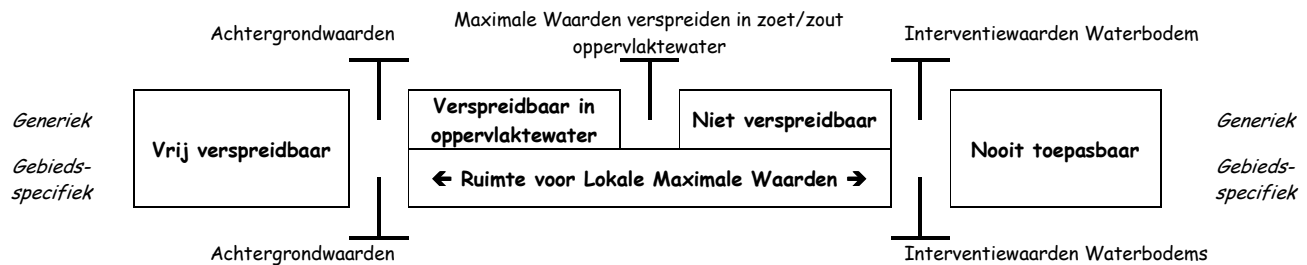 Maximale Waarden verspreiden in zoet/zout
oppervlaktewater
Achtergrondwaarden
Interventiewaarden Waterbodem
Generiek
Gebieds-
specifiek
Vrij verspreidbaar
Verspreidbaar in
oppervlaktewater
Niet verspreidbaar
← Ruimte voor Lokale Maximale Waarden →
Nooit toepasbaar
Generiek
Gebieds-
specifiek
Achtergrondwaarden
Interventiewaarden Waterbodems